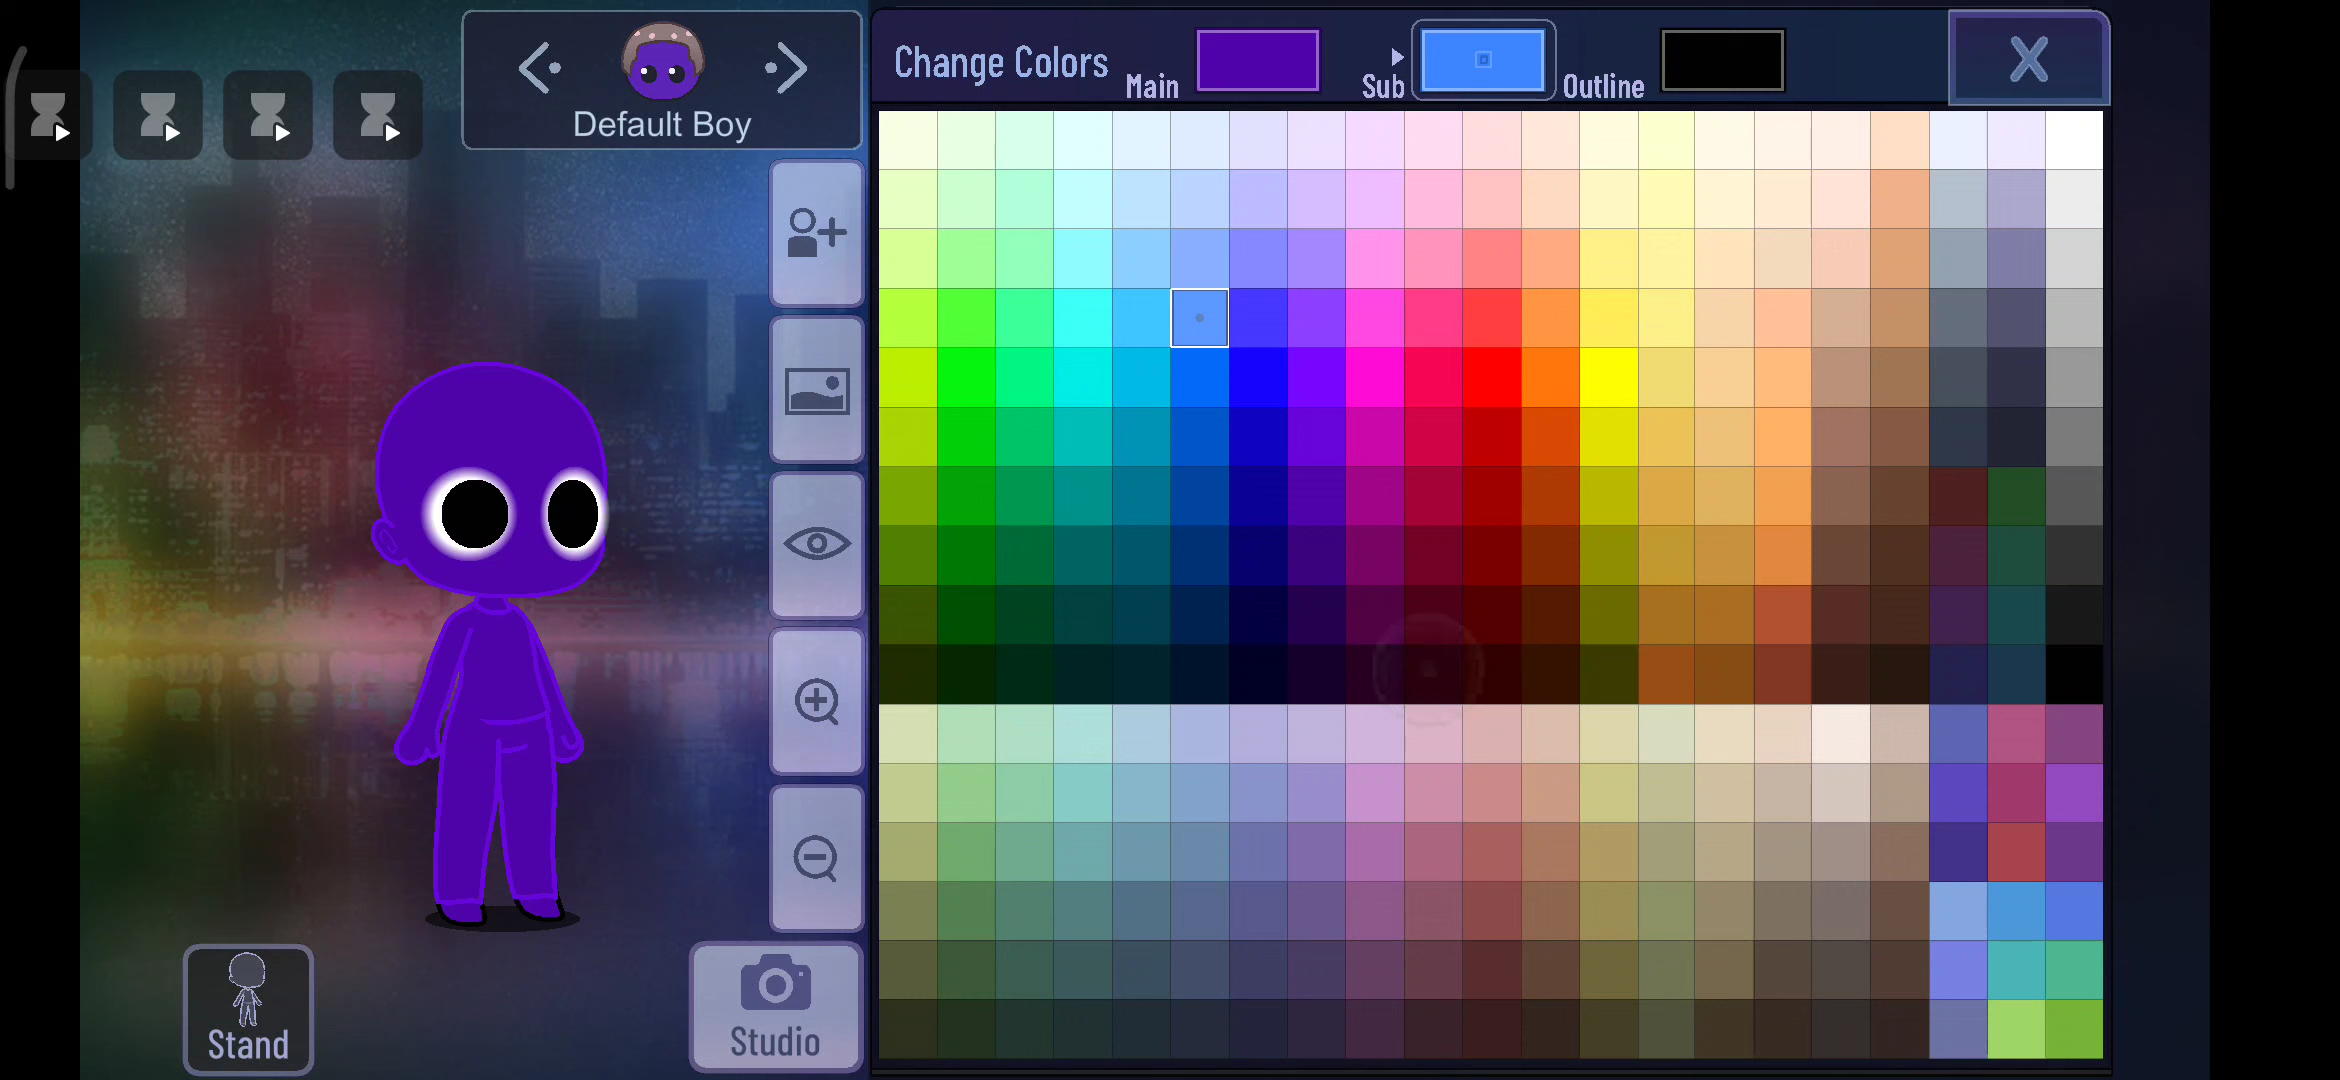 Default Boy
Change Colors
Main
Sub
Outline
X
Stand
Studio